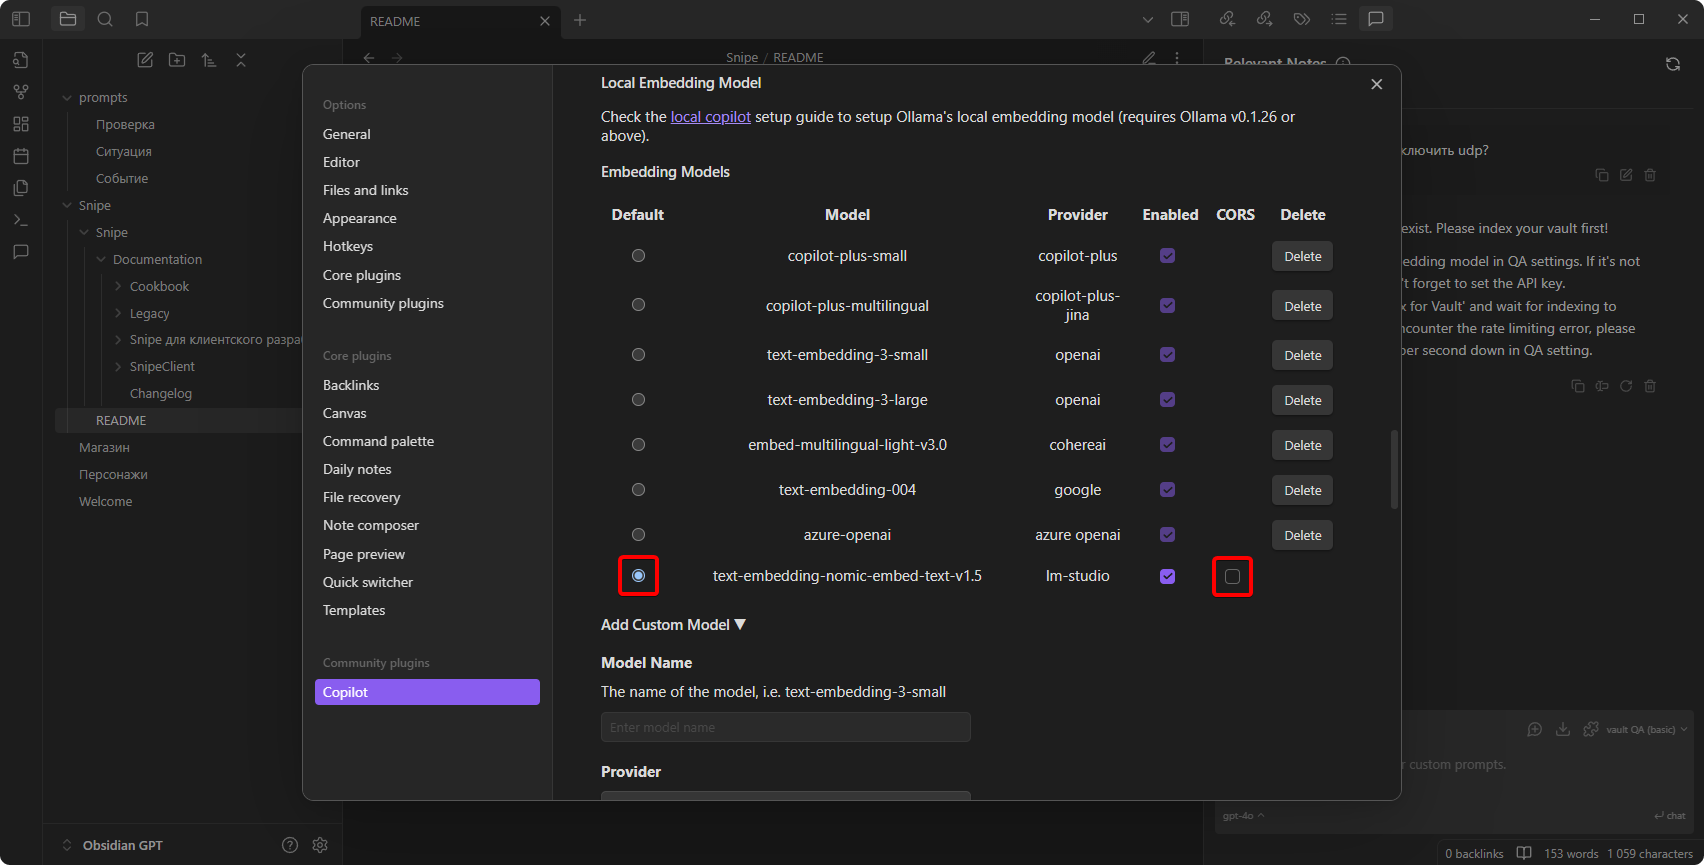 README
Snipe / README
Relevant Notes
prompts
Проверка
Ситуация
Событие
Snipe
Snipe
Documentation
Cookbook
Legacy
Snipe для клиентского разра
SnipeClient
Changelog
README
Магазин
Персонажи
Welcome
Obsidian GPT
Options
General
Editor
Files and links
Appearance
Hotkeys
Core plugins
Community plugins
Core plugins
Backlinks
Canvas
Command palette
Daily notes
File recovery
Note composer
Page preview
Quick switcher
Templates
Community plugins
Copilot
Local Embedding Model
Check the local copilot setup guide to setup Ollama's local embedding model (requires Ollama v0.1.26 or
above).
Embedding Models
Default Model Provider Enabled CORS Delete
copilot-plus-small copilot-plus Delete
copilot-plus-multilingual copilot-plus-
jina Delete
text-embedding-3-small openai Delete
text-embedding-3-large openai Delete
embed-multilingual-light-v3.0 cohereai Delete
text-embedding-004 google Delete
azure-openai azure openai Delete
text-embedding-nomic-embed-text-v1.5 lm-studio
Add Custom Model ▼
Model Name
The name of the model, i.e. text-embedding-3-small
Enter model name
Provider
ключить udp?
exist. Please index your vault first!
edding model in QA settings. If it's not
't forget to set the API key.
x for Vault' and wait for indexing to
ncounter the rate limiting error, please
per second down in QA setting.
vault QA (basic)
r custom prompts.
gpt-4o
chat
0 backlinks 153 words 1 059 characters